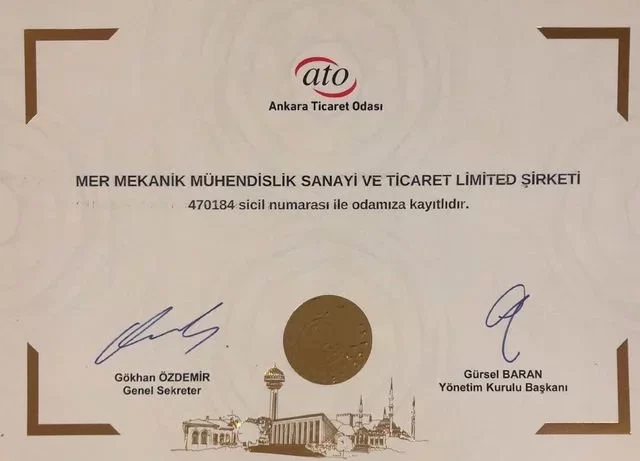 ato
Ankara Ticaret Odası
MER MEKANİK MÜHENDİSLİK SANAYİ VE TİCARET LİMİTED ŞİRKETİ
470184 sicil numarası ile odamıza kayıtlıdır.
Gökhan ÖZDEMİR
Genel Sekreter
Gürsel BARAN
Yönetim Kurulu Başkanı